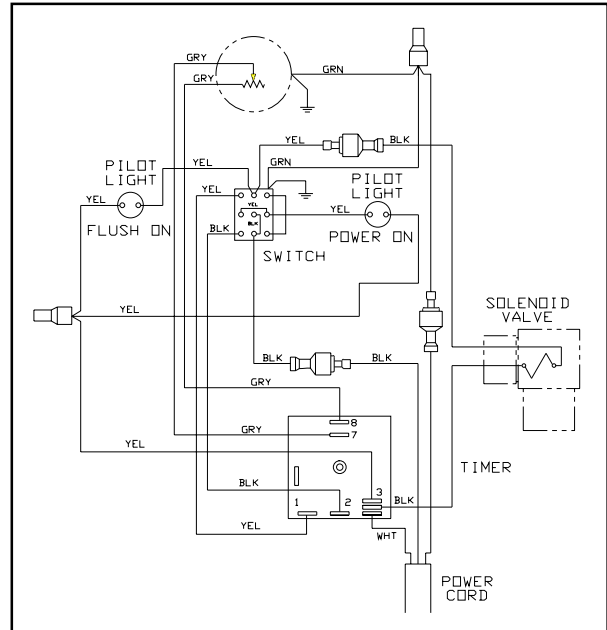 GRY
GRY
GRN
YEL
BLK
GRN
YEL
PILOT
LIGHT
YEL
FLUSH ON
YEL
YEL
BLK
BLK
SWITCH
PILOT
LIGHT
YEL
POWER ON
YEL
SOLENOID
VALVE
BLK
BLK
GRY
8
7
GRY
YEL
TIMER
BLK
1
2
3
BLK
YEL
WHT
POWER
CORD